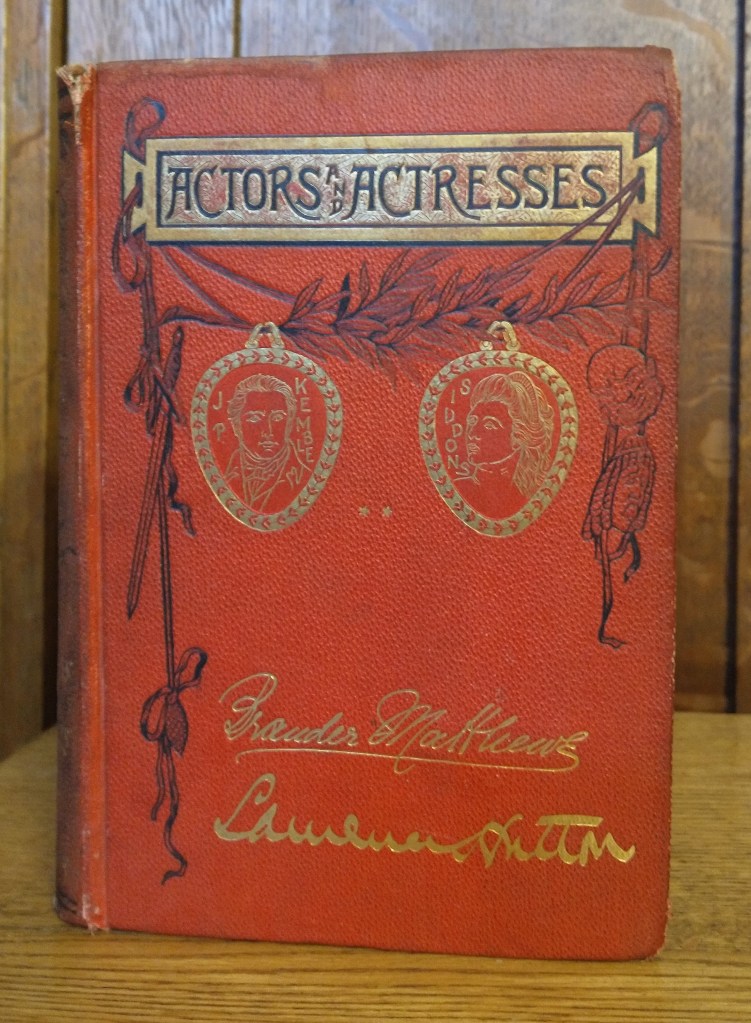 ACTORS AND ACTRESSES
J.P. KEMBLE
SIDDONS
**
Brander Matthews
Laurence Hutton